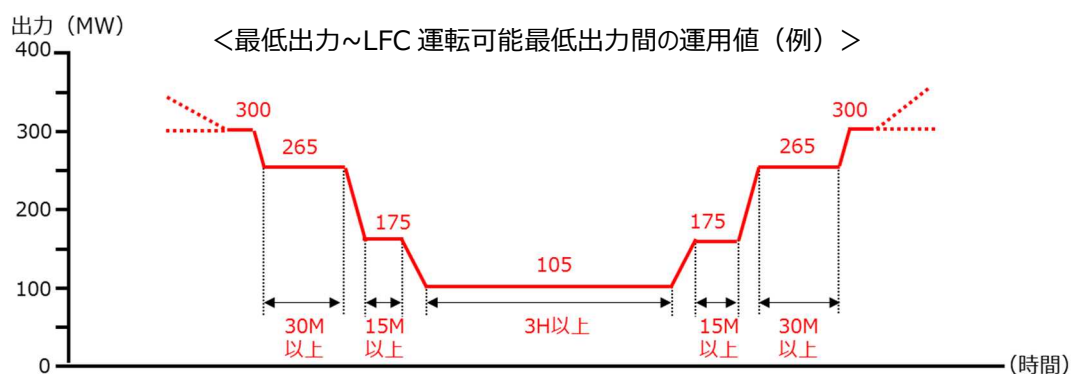 出力（MW）
＜最低出力~LFC 運転可能最低出力間の運用値（例）＞
400
300
200
100
0
300
265
175
105
175
265
300
30M
以上
15M
以上
3H以上
15M
以上
30M
以上
(時間)